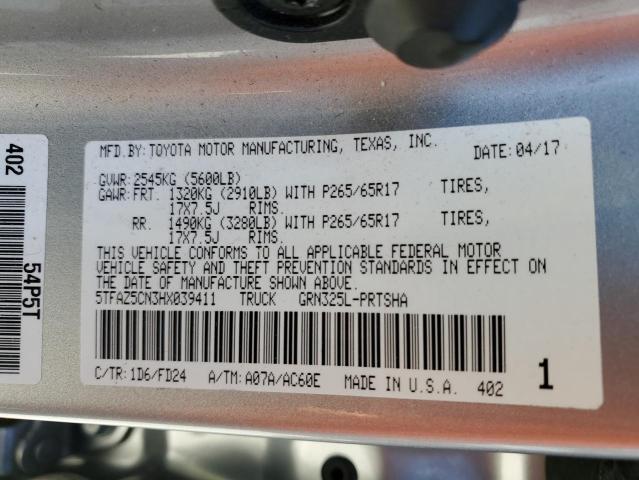 MFD.BY: TOYOTA MOTOR MANUFACTURING, TEXAS, INC. DATE: 04/17
GVWR: 2545KG (5600LB)
GAWR: FRT. 1320KG (2910LB) WITH P265/65R17 TIRES,
17X7.5J RIMS.
RR. 1490KG (3280LB) WITH P265/65R17 TIRES,
17X7.5J RIMS.
THIS VEHICLE CONFORMS TO ALL APPLICABLE FEDERAL MOTOR
VEHICLE SAFETY AND THEFT PREVENTION STANDARDS IN EFFECT ON
THE DATE OF MANUFACTURE SHOWN ABOVE.
5TFAZ5CN3HX039411 TRUCK GRN325L-PRTSHA
C/TR: 1D6/FD24 A/TM: A07A/AC60E MADE IN U.S.A. 402 1
402
54P5T